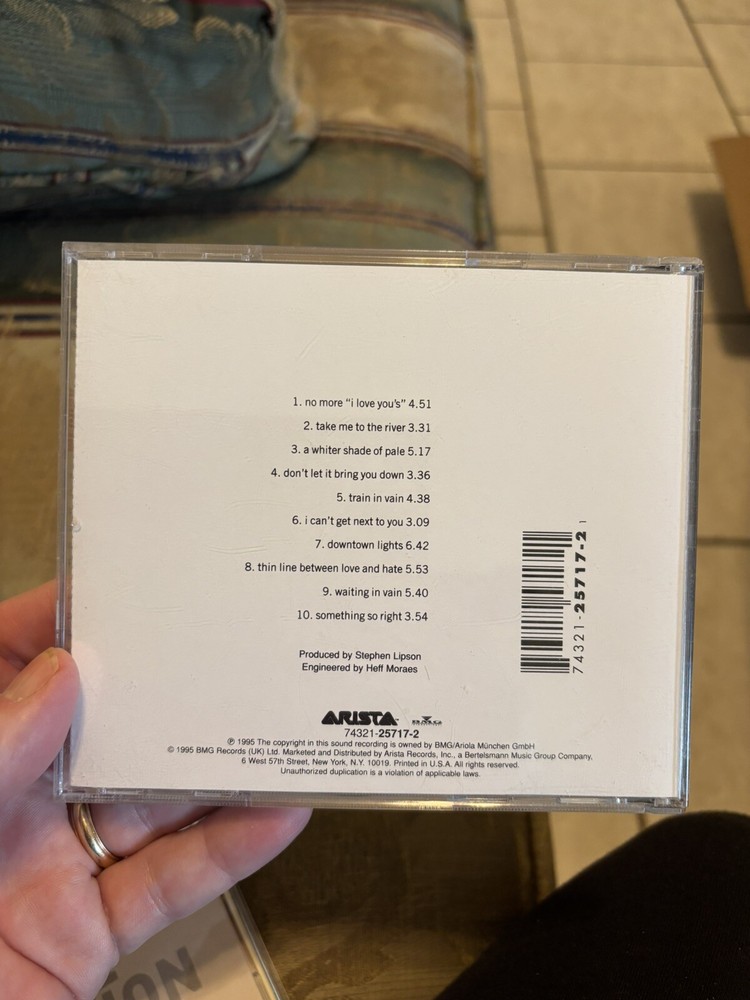 1. no more “i love you's” 4.51
2. take me to the river 3.31
3. a whiter shade of pale 5.17
4. don't let it bring you down 3.36
5. train in vain 4.38
6. i can't get next to you 3.09
7. downtown lights 6.42
8. thin line between love and hate 5.53
9. waiting in vain 5.40
10. something so right 3.54
Produced by Stephen Lipson
Engineered by Heff Moraes
ARISTA BMG
74321-25717-2
℗ 1995 The copyright in this sound recording is owned by BMG/Ariola München GmbH
© 1995 BMG Records (UK) Ltd. Marketed and Distributed by Arista Records, Inc., a Bertelsmann Music Group Company,
6 West 57th Street, New York, N.Y. 10019. Printed in U.S.A. All rights reserved.
Unauthorized duplication is a violation of applicable laws.
74321-25717-2 1
ION